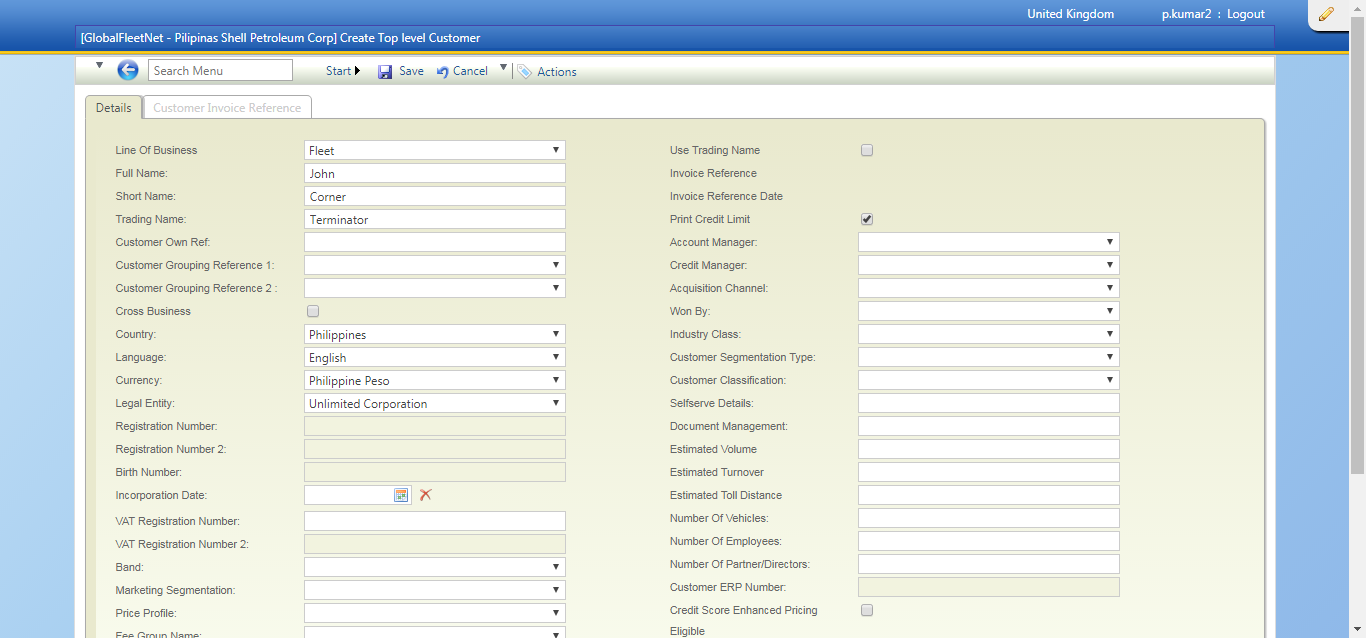 United Kingdom p.kumar2 : Logout
[GlobalFleetNet - Pilipinas Shell Petroleum Corp] Create Top level Customer
Search Menu Start Save Cancel Actions
Details Customer Invoice Reference
Line Of Business Fleet
Full Name: John
Short Name: Corner
Trading Name: Terminator
Customer Own Ref:
Customer Grouping Reference 1:
Customer Grouping Reference 2 :
Cross Business
Country: Philippines
Language: English
Currency: Philippine Peso
Legal Entity: Unlimited Corporation
Registration Number:
Registration Number 2:
Birth Number:
Incorporation Date:
VAT Registration Number:
VAT Registration Number 2:
Band:
Marketing Segmentation:
Price Profile:
Fee Group Name:
Use Trading Name
Invoice Reference
Invoice Reference Date
Print Credit Limit
Account Manager:
Credit Manager:
Acquisition Channel:
Won By:
Industry Class:
Customer Segmentation Type:
Customer Classification:
Selfserve Details:
Document Management:
Estimated Volume
Estimated Turnover
Estimated Toll Distance
Number Of Vehicles:
Number Of Employees:
Number Of Partner/Directors:
Customer ERP Number:
Credit Score Enhanced Pricing
Eligible